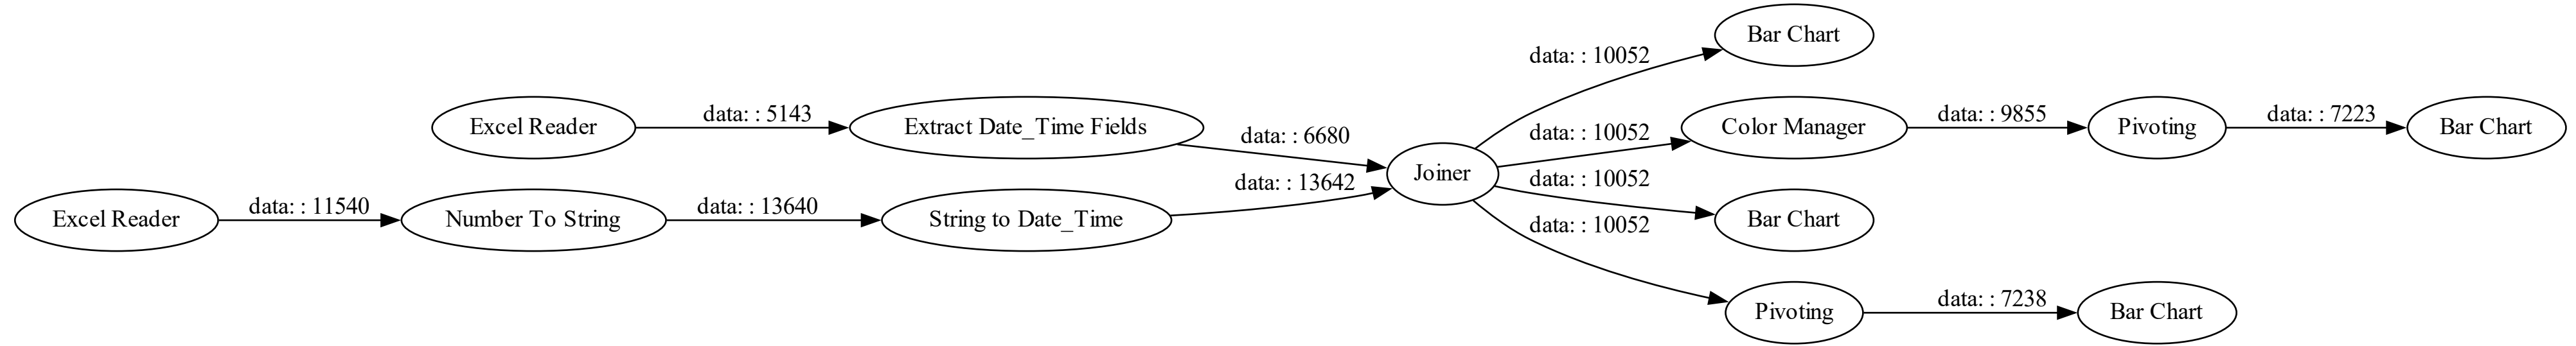 Bar Chart
data: : 10052
Excel Reader
data: : 5143
Extract Date_Time Fields
data: : 6680
data: : 10052
Color Manager
data: : 9855
Pivoting
data: : 7223
Bar Chart
Joiner
Excel Reader
data: : 11540
Number To String
data: : 13640
String to Date_Time
data: : 13642
data: : 10052
Bar Chart
data: : 10052
Pivoting
data: : 7238
Bar Chart